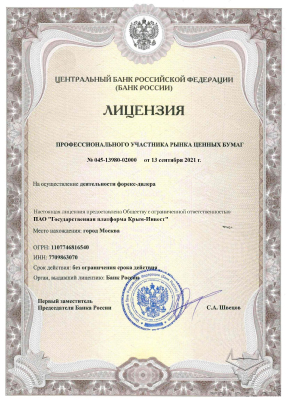 ЦЕНТРАЛЬНЫЙ БАНК РОССИЙСКОЙ ФЕДЕРАЦИИ
(БАНК РОССИИ)
ЛИЦЕНЗИЯ
ПРОФЕССИОНАЛЬНОГО УЧАСТНИКА РЫНКА ЦЕННЫХ БУМАГ
№ 045-13980-02000 от 13 сентября 2021 г.
На осуществление деятельности форекс-дилера
Настоящая лицензия предоставлена Обществу с ограниченной ответственностью
ПАО "Государственная платформа Крыто-Инвест"
Место нахождения: город Москва
ОГРН: 1107746816540
ИНН: 7709863070
Срок действия: без ограничения срока действия
Орган, выдавший лицензию: Банк России
Первый заместитель
Председателя Банка России
С.А. Швецов